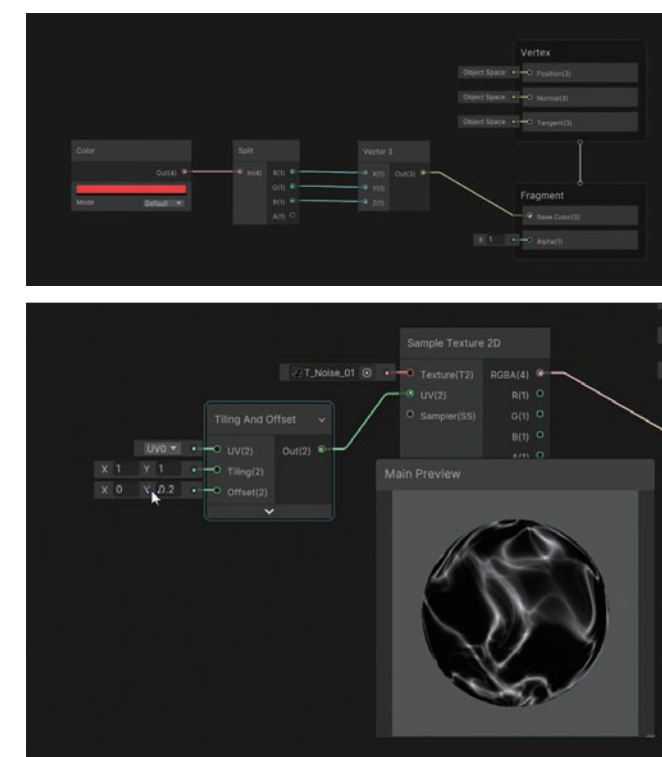 Vertex
Object Space Position(3)
Object Space Normal(3)
Object Space Tangent(3)
Color
Out(4)
Mode Default
Split
In(4) R(1)
G(1)
B(1)
A(1)
Vector 3
X(1) Out(3)
Y(1)
Z(1)
Fragment
Base Color(3)
X 1 Alpha(1)
Sample Texture 2D
T_Noise_01 Texture(T2) RGBA(4)
UV(2) R(1)
Sampler(SS) G(1)
B(1)
A(1)
Tiling And Offset
UV0 UV(2) Out(2)
X 1 Y 1 Tiling(2)
X 0 Y 0.2 Offset(2)
Main Preview